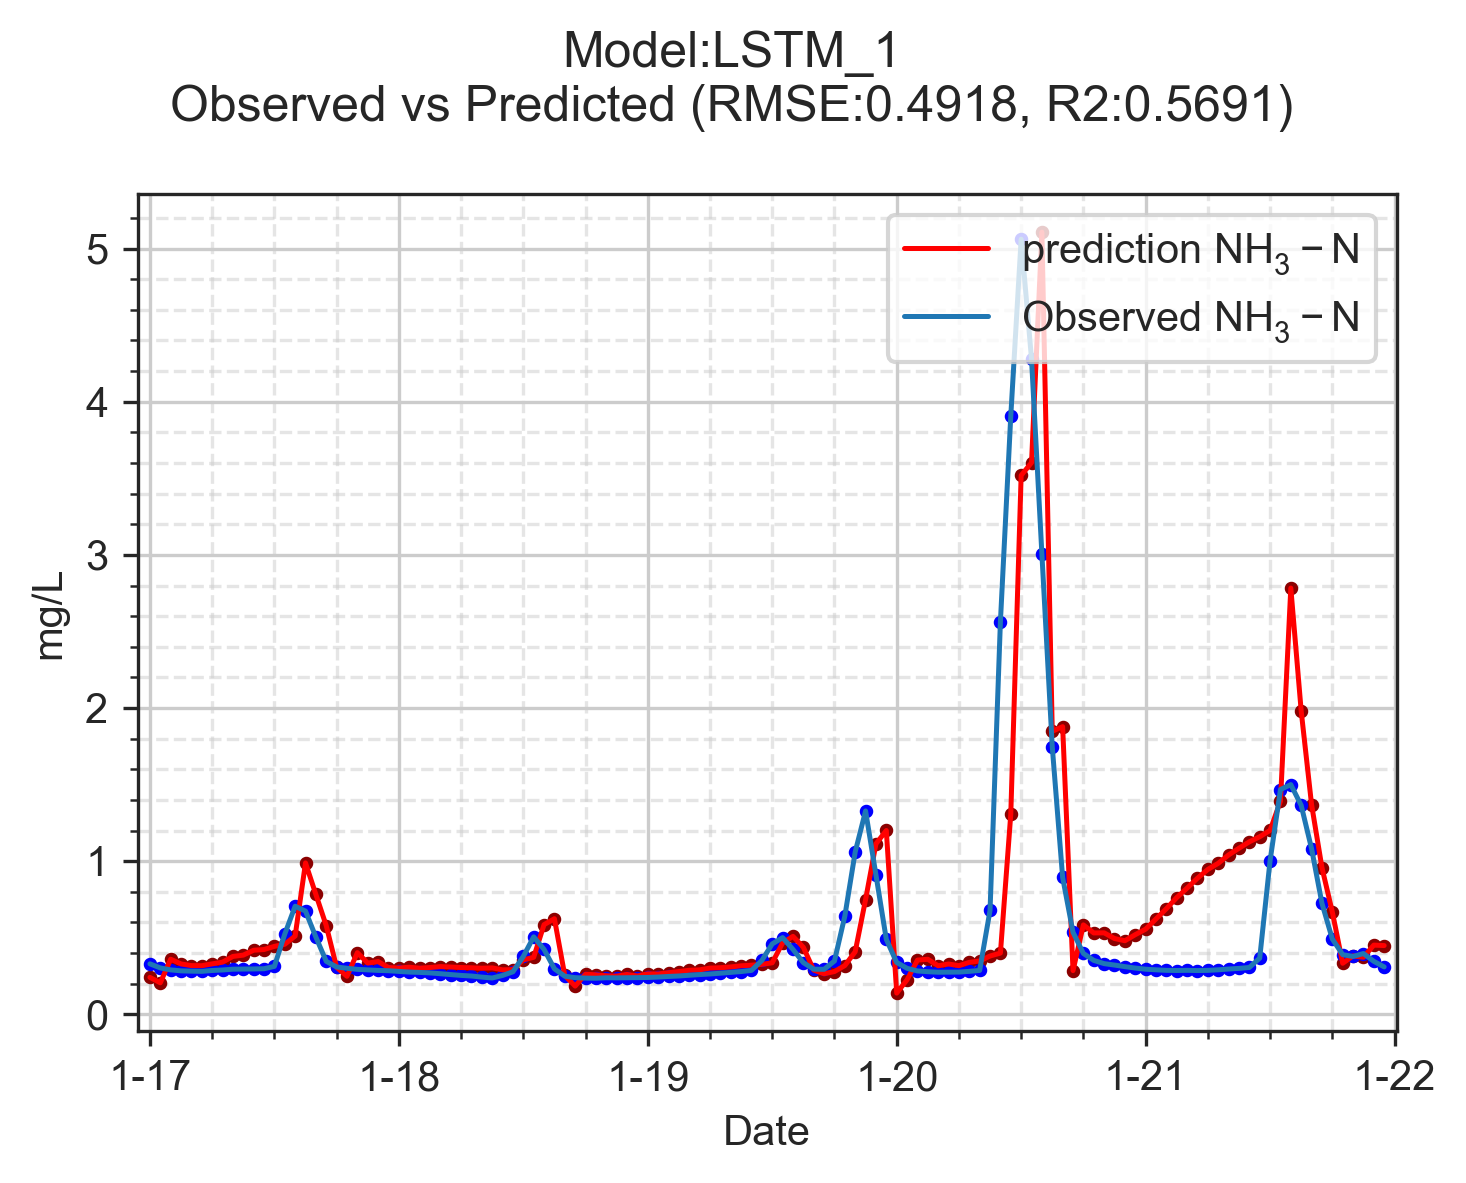 Model:LSTM_1
Observed vs Predicted (RMSE:0.4918, R2:0.5691)
prediction NH₃ − N
Observed NH₃ − N
5
4
3
2
1
0
mg/L
1-17 1-18 1-19 1-20 1-21 1-22
Date